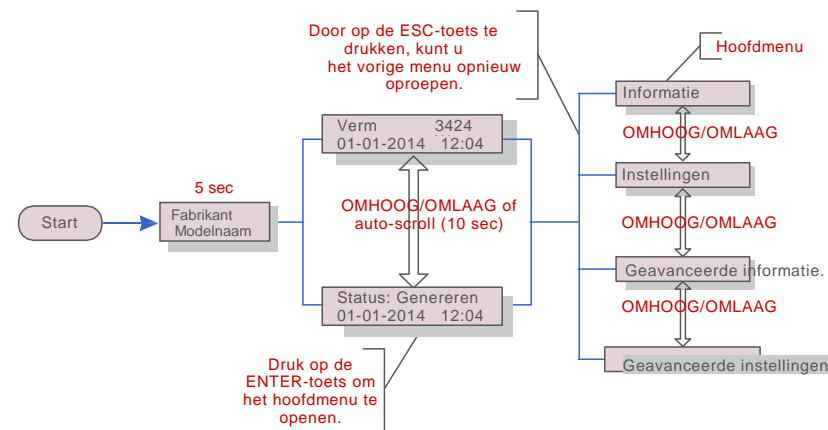 Door op de ESC-toets te
drukken, kunt u
het vorige menu opnieuw
oproepen.
Hoofdmenu
Informatie
OMHOOG/OMLAAG
Instellingen
OMHOOG/OMLAAG
Geavanceerde informatie.
OMHOOG/OMLAAG
Geavanceerde instellingen
Verm 3424
01-01-2014 12:04
OMHOOG/OMLAAG of
auto-scroll (10 sec)
Status: Genereren
01-01-2014 12:04
5 sec
Start
Fabrikant
Modelnaam
Druk op de
ENTER-toets om
het hoofdmenu te
openen.